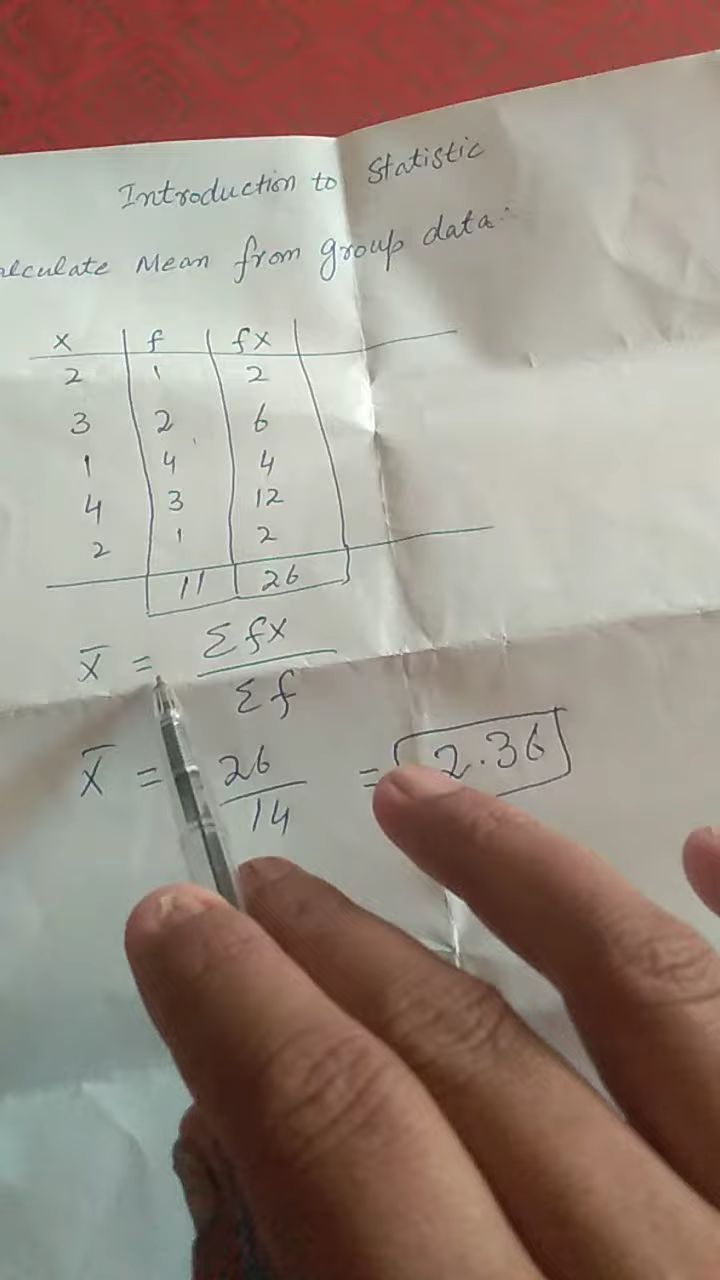 Introduction to Statistic
alculate Mean from group data:
x f fx
2 1 2
3 2 6
1 4 4
4 3 12
2 1 2
11 26
x̄ = Σfx / Σf
x̄ = 26 / 14 = 2.36